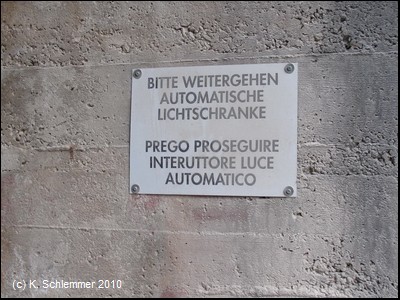 BITTE WEITERGEHEN
AUTOMATISCHE
LICHTSCHRANKE
PREGO PROSEGUIRE
INTERUTTORE LUCE
AUTOMATICO
(c) K. Schlemmer 2010